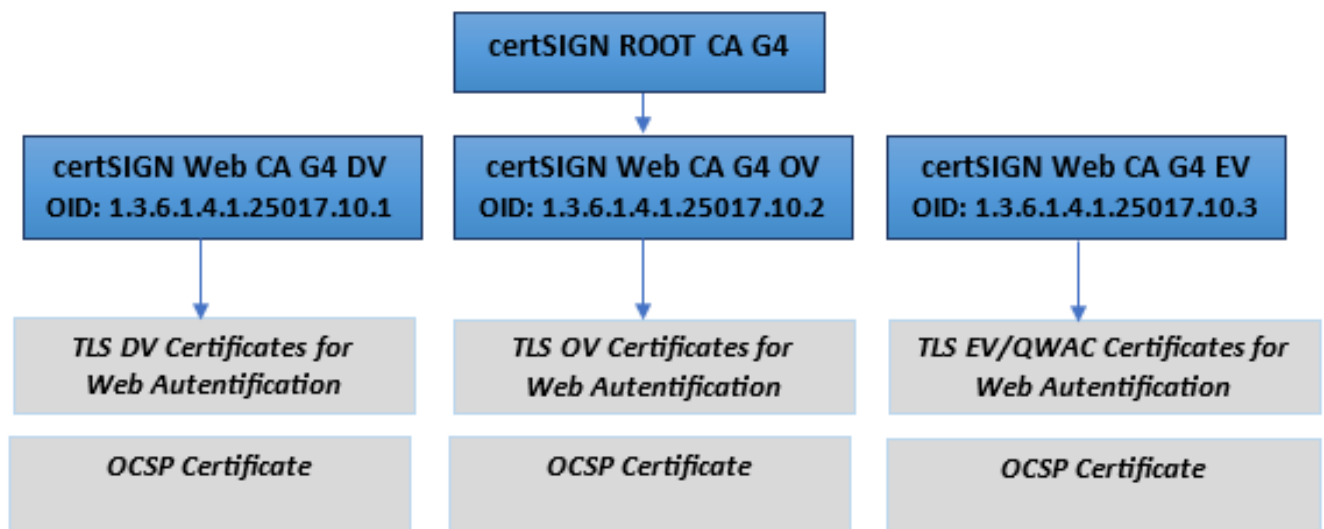 certSIGN ROOT CA G4
certSIGN Web CA G4 DV
OID: 1.3.6.1.4.1.25017.10.1
certSIGN Web CA G4 OV
OID: 1.3.6.1.4.1.25017.10.2
certSIGN Web CA G4 EV
OID: 1.3.6.1.4.1.25017.10.3
TLS DV Certificates for
Web Autentification
TLS OV Certificates for
Web Autentification
TLS EV/QWAC Certificates for
Web Autentification
OCSP Certificate
OCSP Certificate
OCSP Certificate